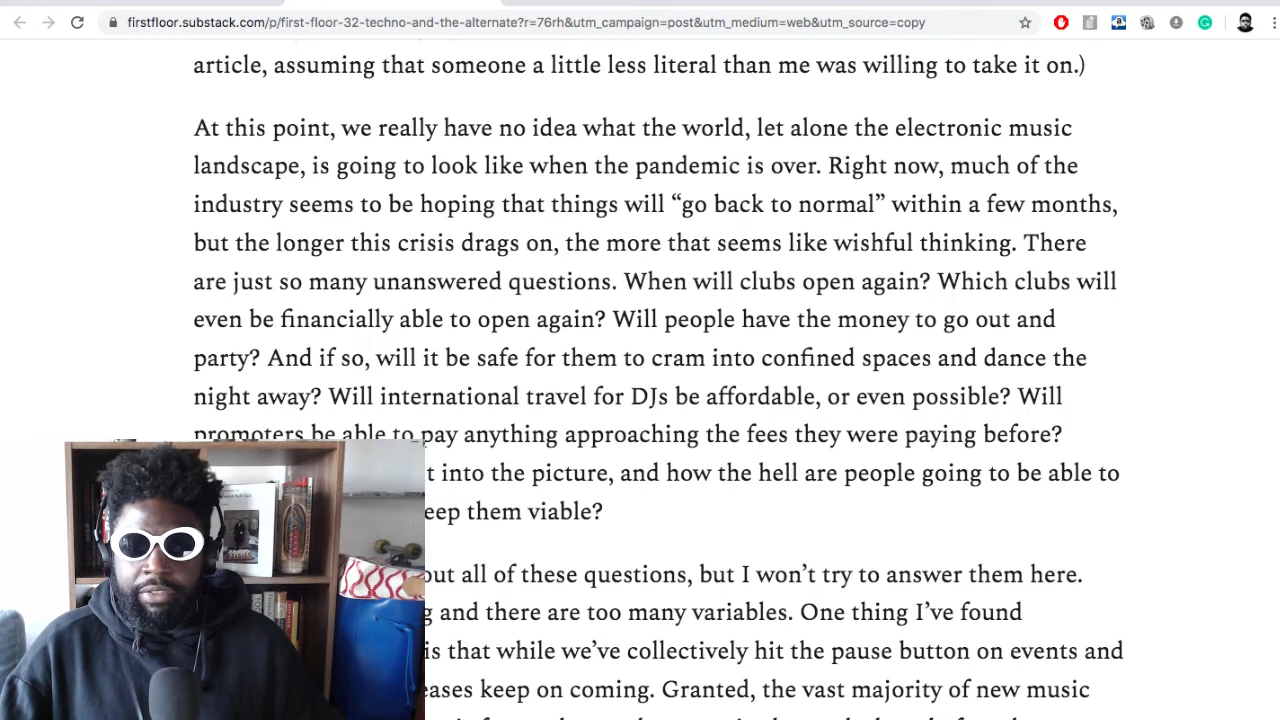 firstfloor.substack.com/p/first-floor-32-techno-and-the-alternate?r=76rh&utm_campaign=post&utm_medium=web&utm_source=copy
article, assuming that someone a little less literal than me was willing to take it on.)
At this point, we really have no idea what the world, let alone the electronic music
landscape, is going to look like when the pandemic is over. Right now, much of the
industry seems to be hoping that things will “go back to normal” within a few months,
but the longer this crisis drags on, the more that seems like wishful thinking. There
are just so many unanswered questions. When will clubs open again? Which clubs will
even be financially able to open again? Will people have the money to go out and
party? And if so, will it be safe for them to cram into confined spaces and dance the
night away? Will international travel for DJs be affordable, or even possible? Will
promoters be able to pay anything approaching the fees they were paying before?
t into the picture, and how the hell are people going to be able to
eep them viable?
out all of these questions, but I won’t try to answer them here.
g and there are too many variables. One thing I’ve found
is that while we’ve collectively hit the pause button on events and
eases keep on coming. Granted, the vast majority of new music